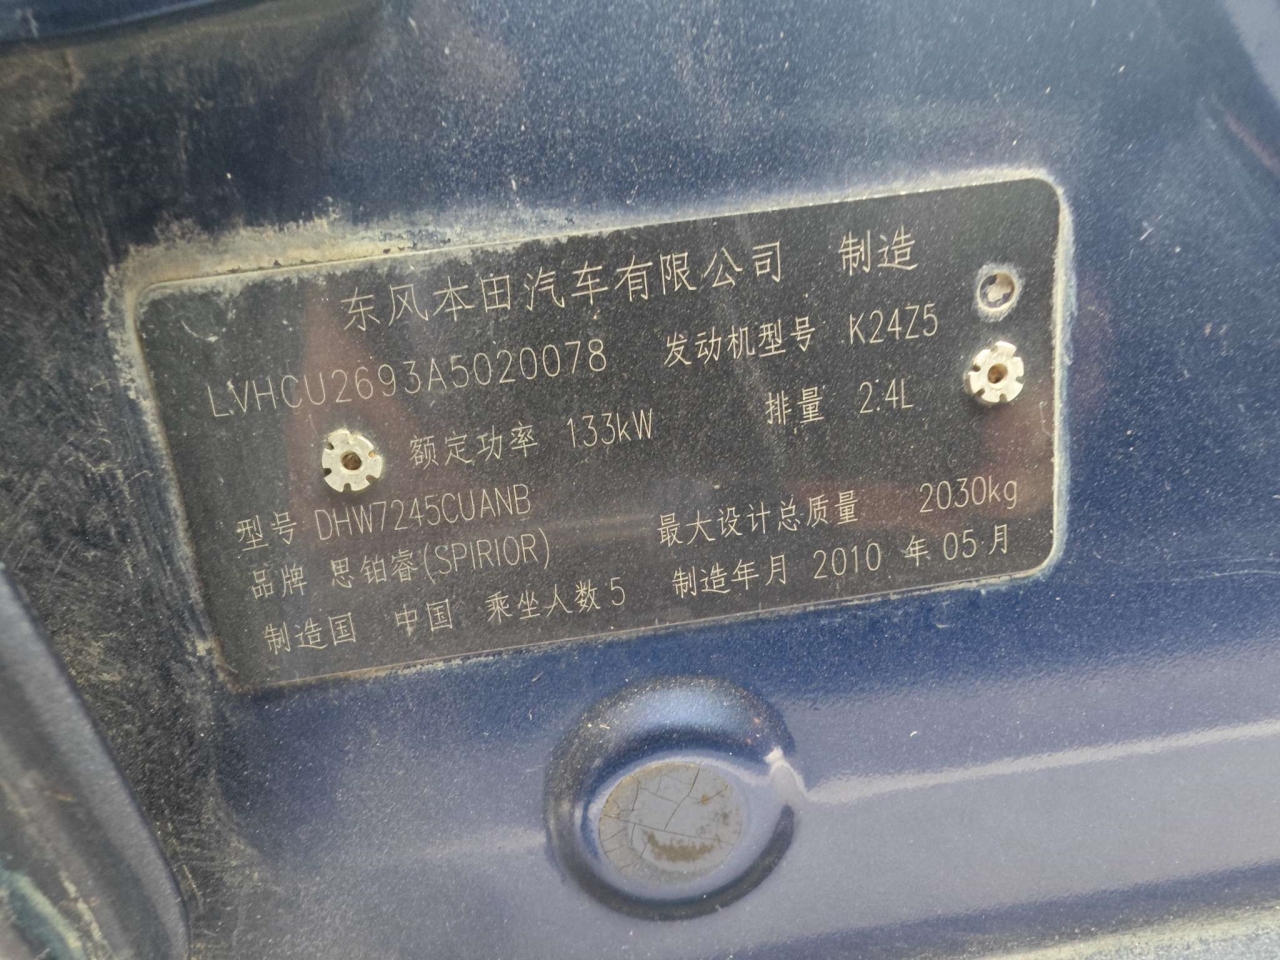 东风本田汽车有限公司 制造
LVHCU2693A5020078 发动机型号 K24Z5
额定功率 133kW 排量 2.4L
型号 DHW7245CUANB 最大设计总质量 2030kg
品牌 思铂睿(SPIRIOR) 制造年月 2010 年 05 月
制造国 中国 乘坐人数 5